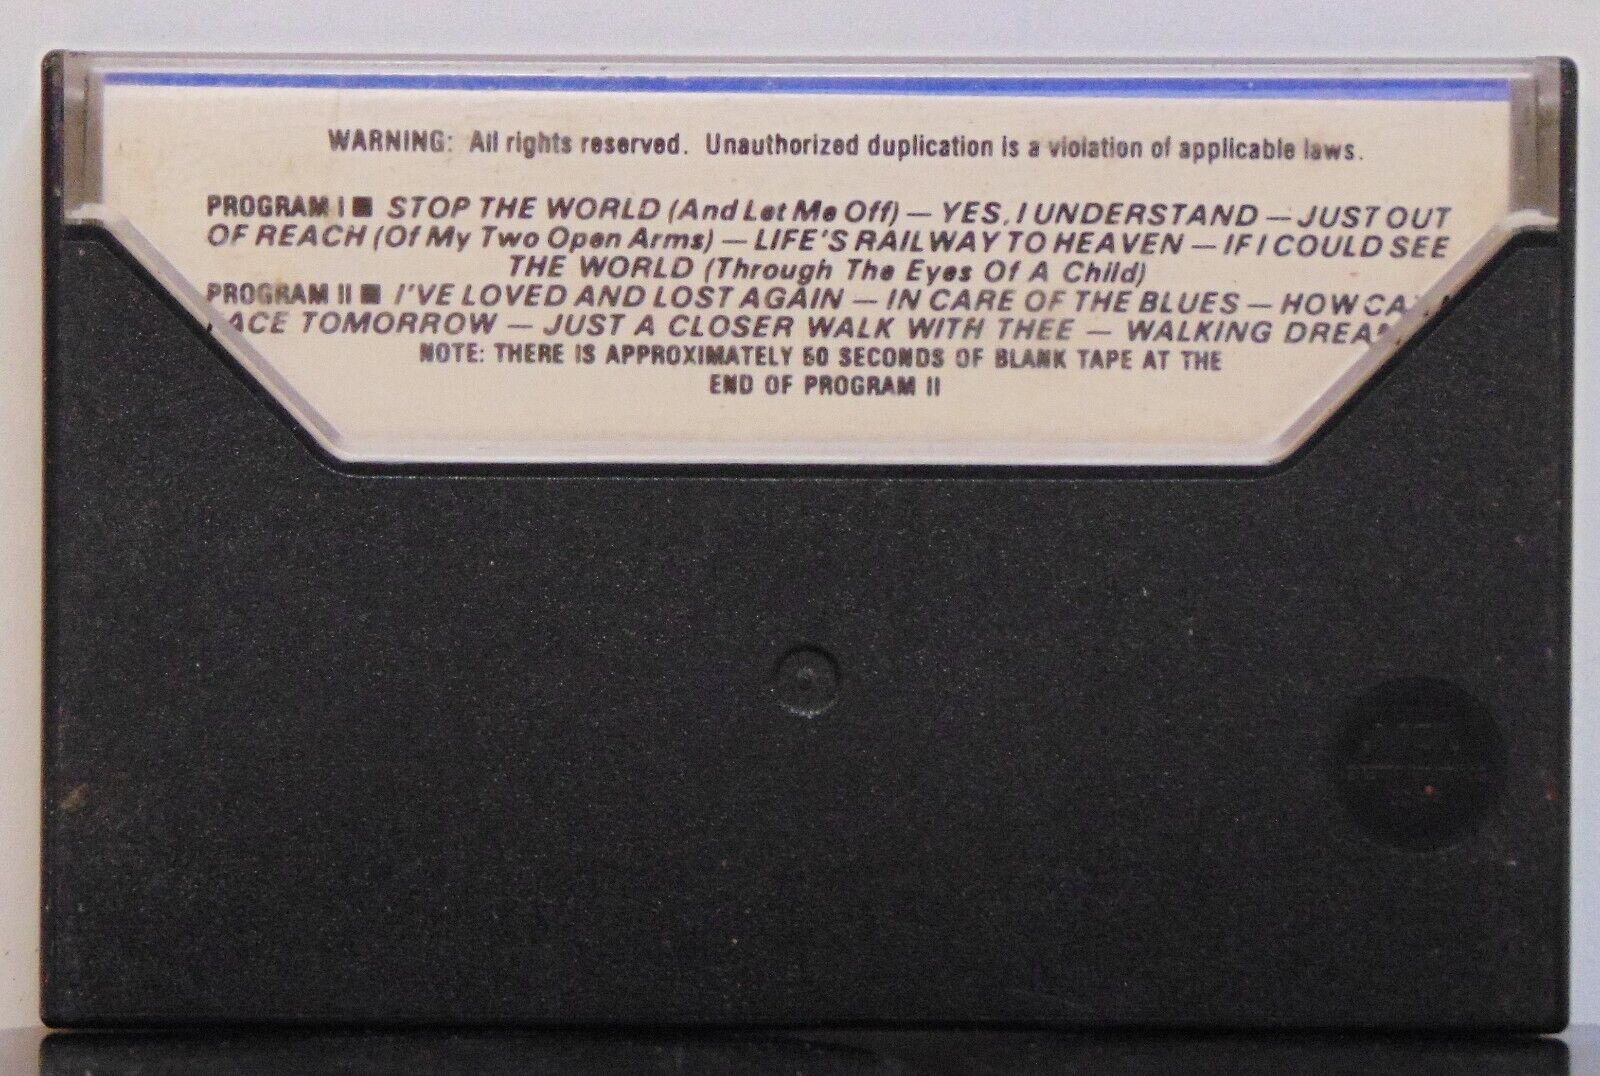 WARNING: All rights reserved. Unauthorized duplication is a violation of applicable laws.
PROGRAM I ■ STOP THE WORLD (And Let Me Off) — YES, I UNDERSTAND — JUST OUT
OF REACH (Of My Two Open Arms) — LIFE'S RAILWAY TO HEAVEN — IF I COULD SEE
THE WORLD (Through The Eyes Of A Child)
PROGRAM II ■ I'VE LOVED AND LOST AGAIN — IN CARE OF THE BLUES — HOW CAN I
FACE TOMORROW — JUST A CLOSER WALK WITH THEE — WALKING DREAM
NOTE: THERE IS APPROXIMATELY 50 SECONDS OF BLANK TAPE AT THE
END OF PROGRAM II